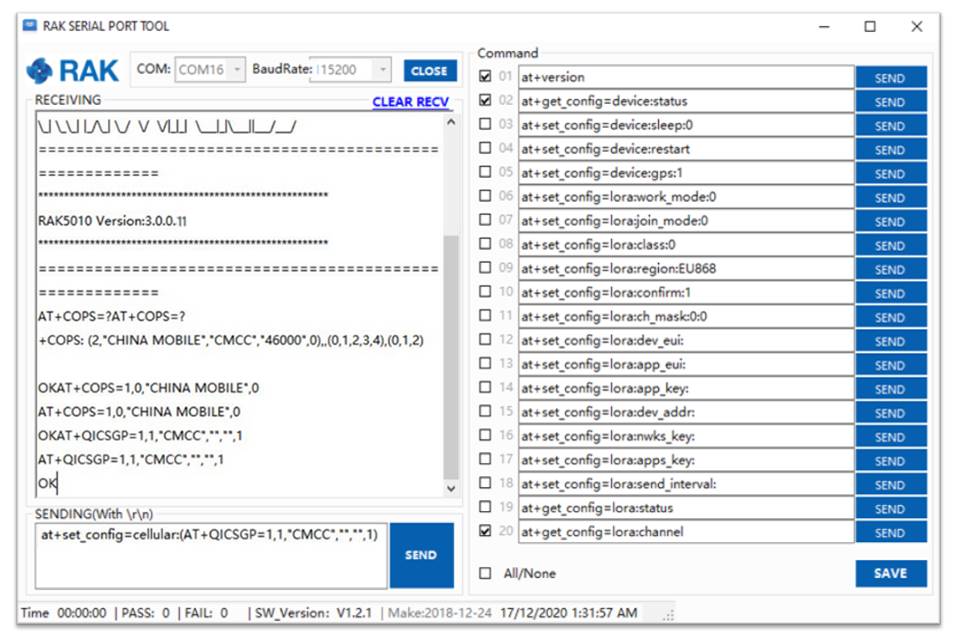 RAK SERIAL PORT TOOL
RAK COM: COM16 BaudRate: 115200 CLOSE
RECEIVING CLEAR RECV
=========================================
=============
********************************************************
RAK5010 Version:3.0.0.11
********************************************************
=========================================
=============
AT+COPS=?AT+COPS=?
+COPS: (2,"CHINA MOBILE","CMCC","46000",0),,(0,1,2,3,4),(0,1,2)
OKAT+COPS=1,0,"CHINA MOBILE",0
AT+COPS=1,0,"CHINA MOBILE",0
OKAT+QICSGP=1,1,"CMCC","","",1
AT+QICSGP=1,1,"CMCC","","",1
OK
SENDING(With \r\n)
at+set_config=cellular:(AT+QICSGP=1,1,"CMCC","","",1)
SEND
Command
01 at+version SEND
02 at+get_config=device:status SEND
03 at+set_config=device:sleep:0 SEND
04 at+set_config=device:restart SEND
05 at+set_config=device:gps:1 SEND
06 at+set_config=lora:work_mode:0 SEND
07 at+set_config=lora:join_mode:0 SEND
08 at+set_config=lora:class:0 SEND
09 at+set_config=lora:region:EU868 SEND
10 at+set_config=lora:confirm:1 SEND
11 at+set_config=lora:ch_mask:0:0 SEND
12 at+set_config=lora:dev_eui: SEND
13 at+set_config=lora:app_eui: SEND
14 at+set_config=lora:app_key: SEND
15 at+set_config=lora:dev_addr: SEND
16 at+set_config=lora:nwks_key: SEND
17 at+set_config=lora:apps_key: SEND
18 at+set_config=lora:send_interval: SEND
19 at+get_config=lora:status SEND
20 at+get_config=lora:channel SEND
All/None SAVE
Time 00:00:00 | PASS: 0 | FAIL: 0 | SW_Version: V1.2.1 | Make:2018-12-24 17/12/2020 1:31:57 AM